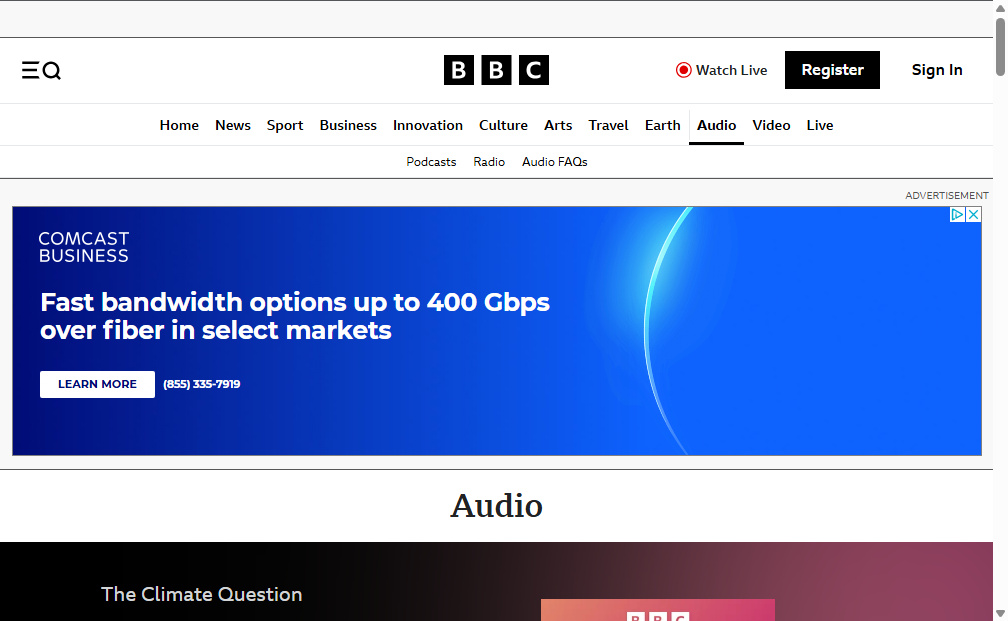 BBC
Watch Live
Register
Sign In
Home News Sport Business Innovation Culture Arts Travel Earth Audio Video Live
Podcasts Radio Audio FAQs
ADVERTISEMENT
COMCAST
BUSINESS
Fast bandwidth options up to 400 Gbps
over fiber in select markets
LEARN MORE (855) 335-7919
Audio
The Climate Question
BBC